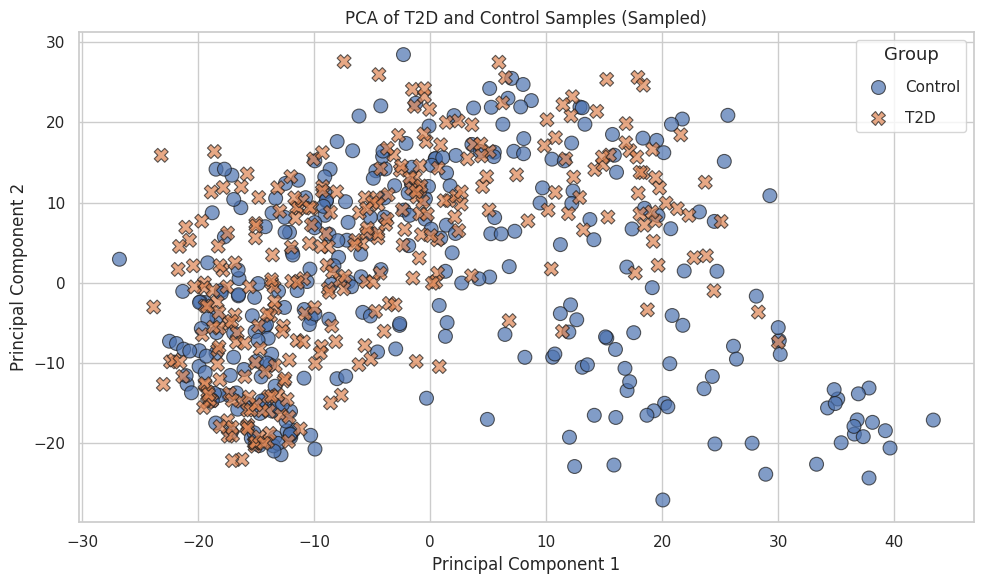 PCA of T2D and Control Samples (Sampled)
30
20
10
0
−10
−20
Principal Component 2
Group
Control
T2D
−30
−20
−10
0
10
20
30
40
Principal Component 1